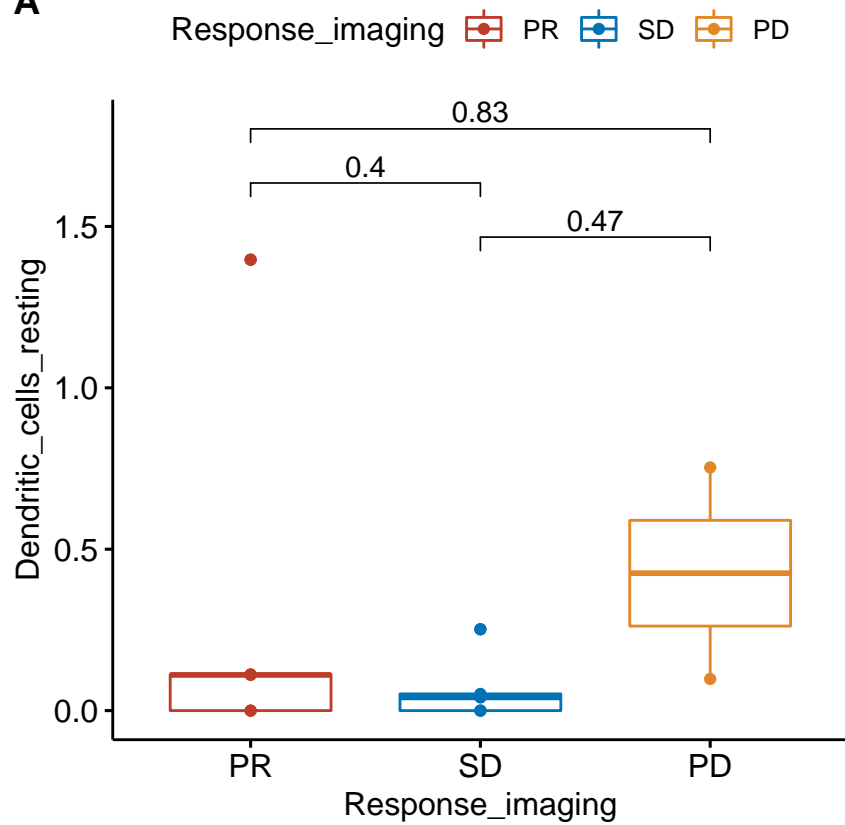 A
Response_imaging PR SD PD
0.83
0.4
0.47
1.5
1.0
0.5
0.0
Dendritic_cells_resting
PR SD PD
Response_imaging